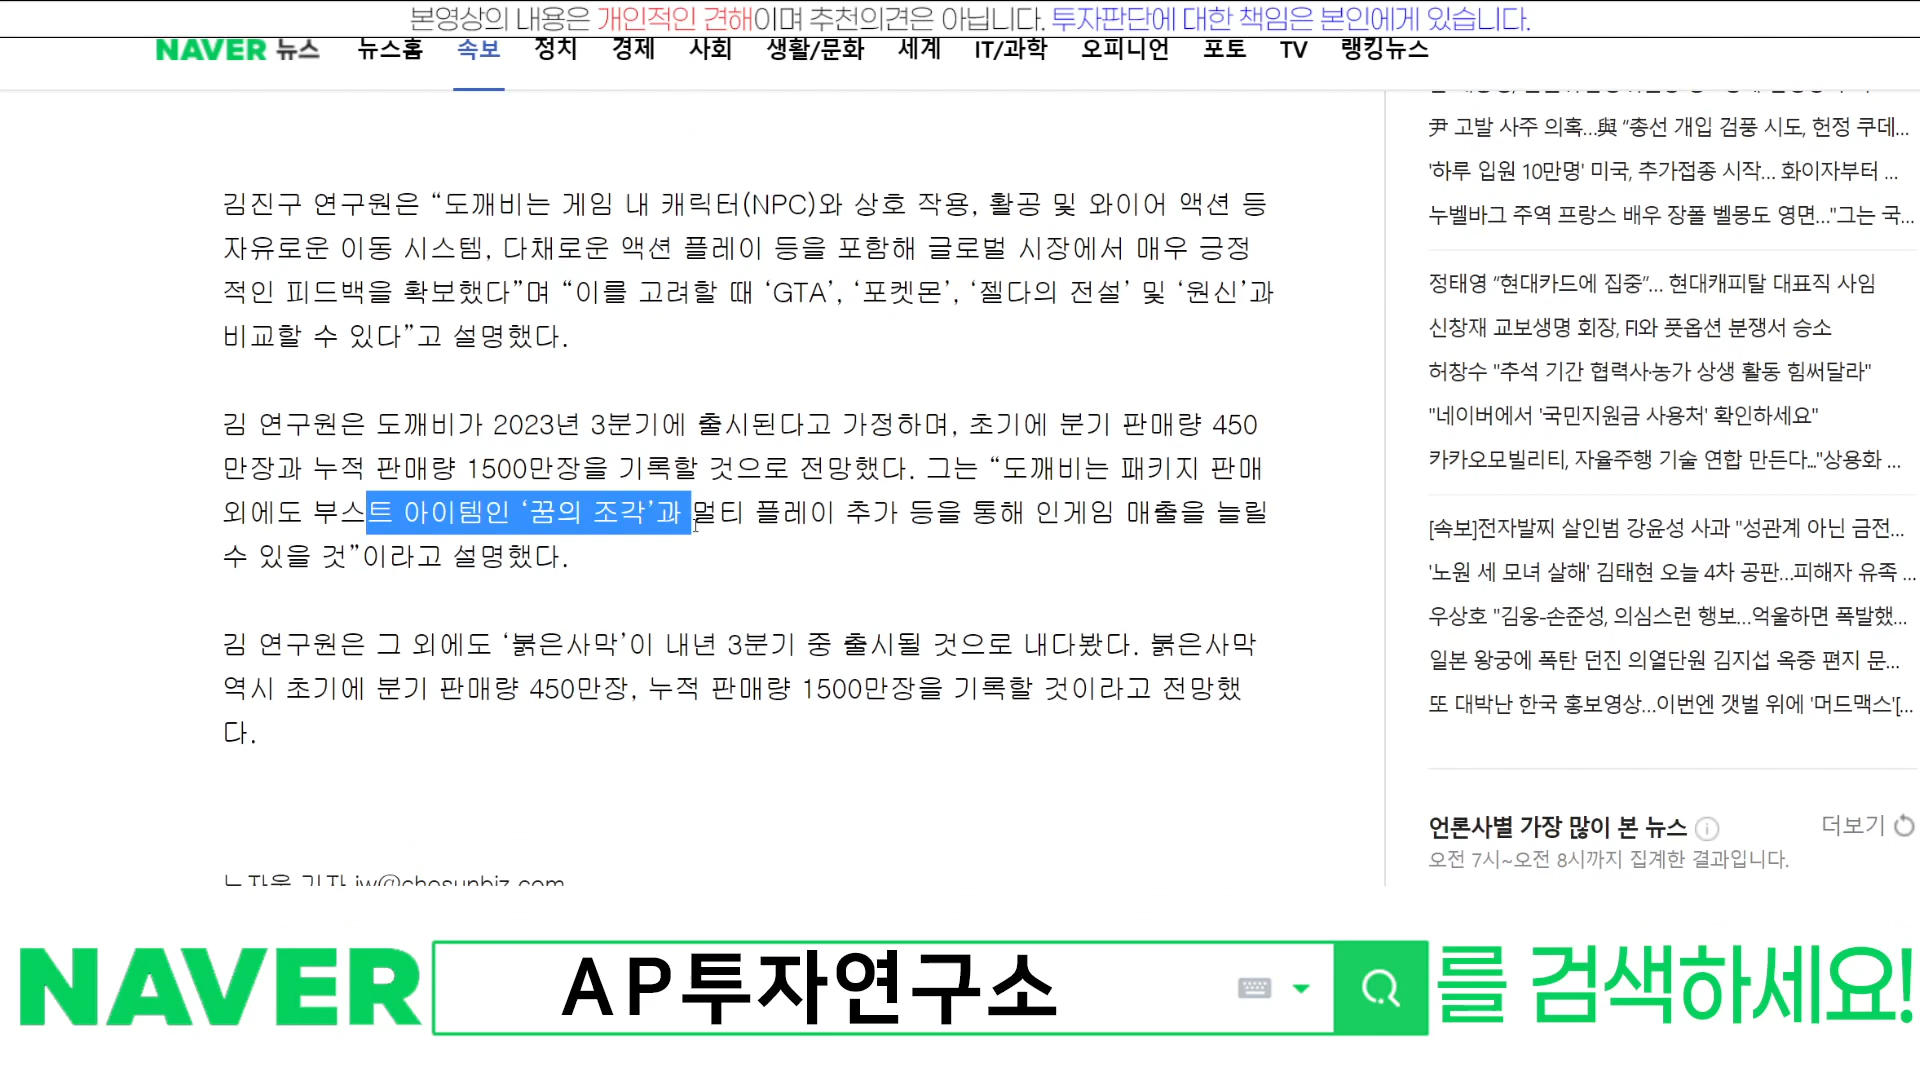 본영상의 내용은 개인적인 견해이며 추천의견은 아닙니다. 투자판단에 대한 책임은 본인에게 있습니다.
NAVER 뉴스 뉴스홈 속보 정치 경제 사회 생활/문화 세계 IT/과학 오피니언 포토 TV 랭킹뉴스
김진구 연구원은 “도깨비는 게임 내 캐릭터(NPC)와 상호 작용, 활공 및 와이어 액션 등
자유로운 이동 시스템, 다채로운 액션 플레이 등을 포함해 글로벌 시장에서 매우 긍정
적인 피드백을 확보했다”며 “이를 고려할 때 ‘GTA’, ‘포켓몬’, ‘젤다의 전설’ 및 ‘원신’과
비교할 수 있다”고 설명했다.
김 연구원은 도깨비가 2023년 3분기에 출시된다고 가정하며, 초기에 분기 판매량 450
만장과 누적 판매량 1500만장을 기록할 것으로 전망했다. 그는 “도깨비는 패키지 판매
외에도 부스트 아이템인 ‘꿈의 조각’과 멀티 플레이 추가 등을 통해 인게임 매출을 늘릴
수 있을 것”이라고 설명했다.
김 연구원은 그 외에도 ‘붉은사막’이 내년 3분기 중 출시될 것으로 내다봤다. 붉은사막
역시 초기에 분기 판매량 450만장, 누적 판매량 1500만장을 기록할 것이라고 전망했
다.
尹 고발 사주 의혹...與 "총선 개입 검풍 시도, 헌정 쿠데...
'하루 입원 10만명' 미국, 추가접종 시작... 화이자부터 ...
누벨바그 주역 프랑스 배우 장폴 벨몽도 영면..."그는 국...
정태영 “현대카드에 집중”... 현대캐피탈 대표직 사임
신창재 교보생명 회장, FI와 풋옵션 분쟁서 승소
허창수 "추석 기간 협력사·농가 상생 활동 힘써달라"
"네이버에서 '국민지원금 사용처' 확인하세요"
카카오모빌리티, 자율주행 기술 연합 만든다.."상용화 ...
[속보]전자발찌 살인범 강윤성 사과 "성관계 아닌 금전...
'노원 세 모녀 살해' 김태현 오늘 4차 공판...피해자 유족 ...
우상호 "김웅-손준성, 의심스런 행보...억울하면 폭발했...
일본 왕궁에 폭탄 던진 의열단원 김지섭 옥중 편지 문...
또 대박난 한국 홍보영상...이번엔 갯벌 위에 '머드맥스'[...
언론사별 가장 많이 본 뉴스 더보기
오전 7시~오전 8시까지 집계한 결과입니다.
NAVER AP투자연구소 를 검색하세요!